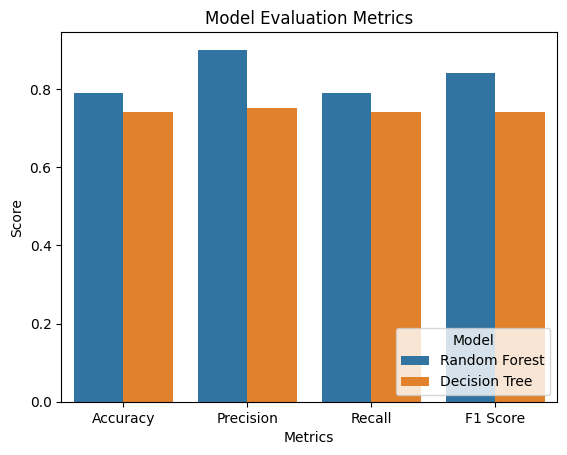 Model Evaluation Metrics
Score
0.8
0.6
0.4
0.2
0.0
Model
Random Forest
Decision Tree
Accuracy Precision Recall F1 Score
Metrics